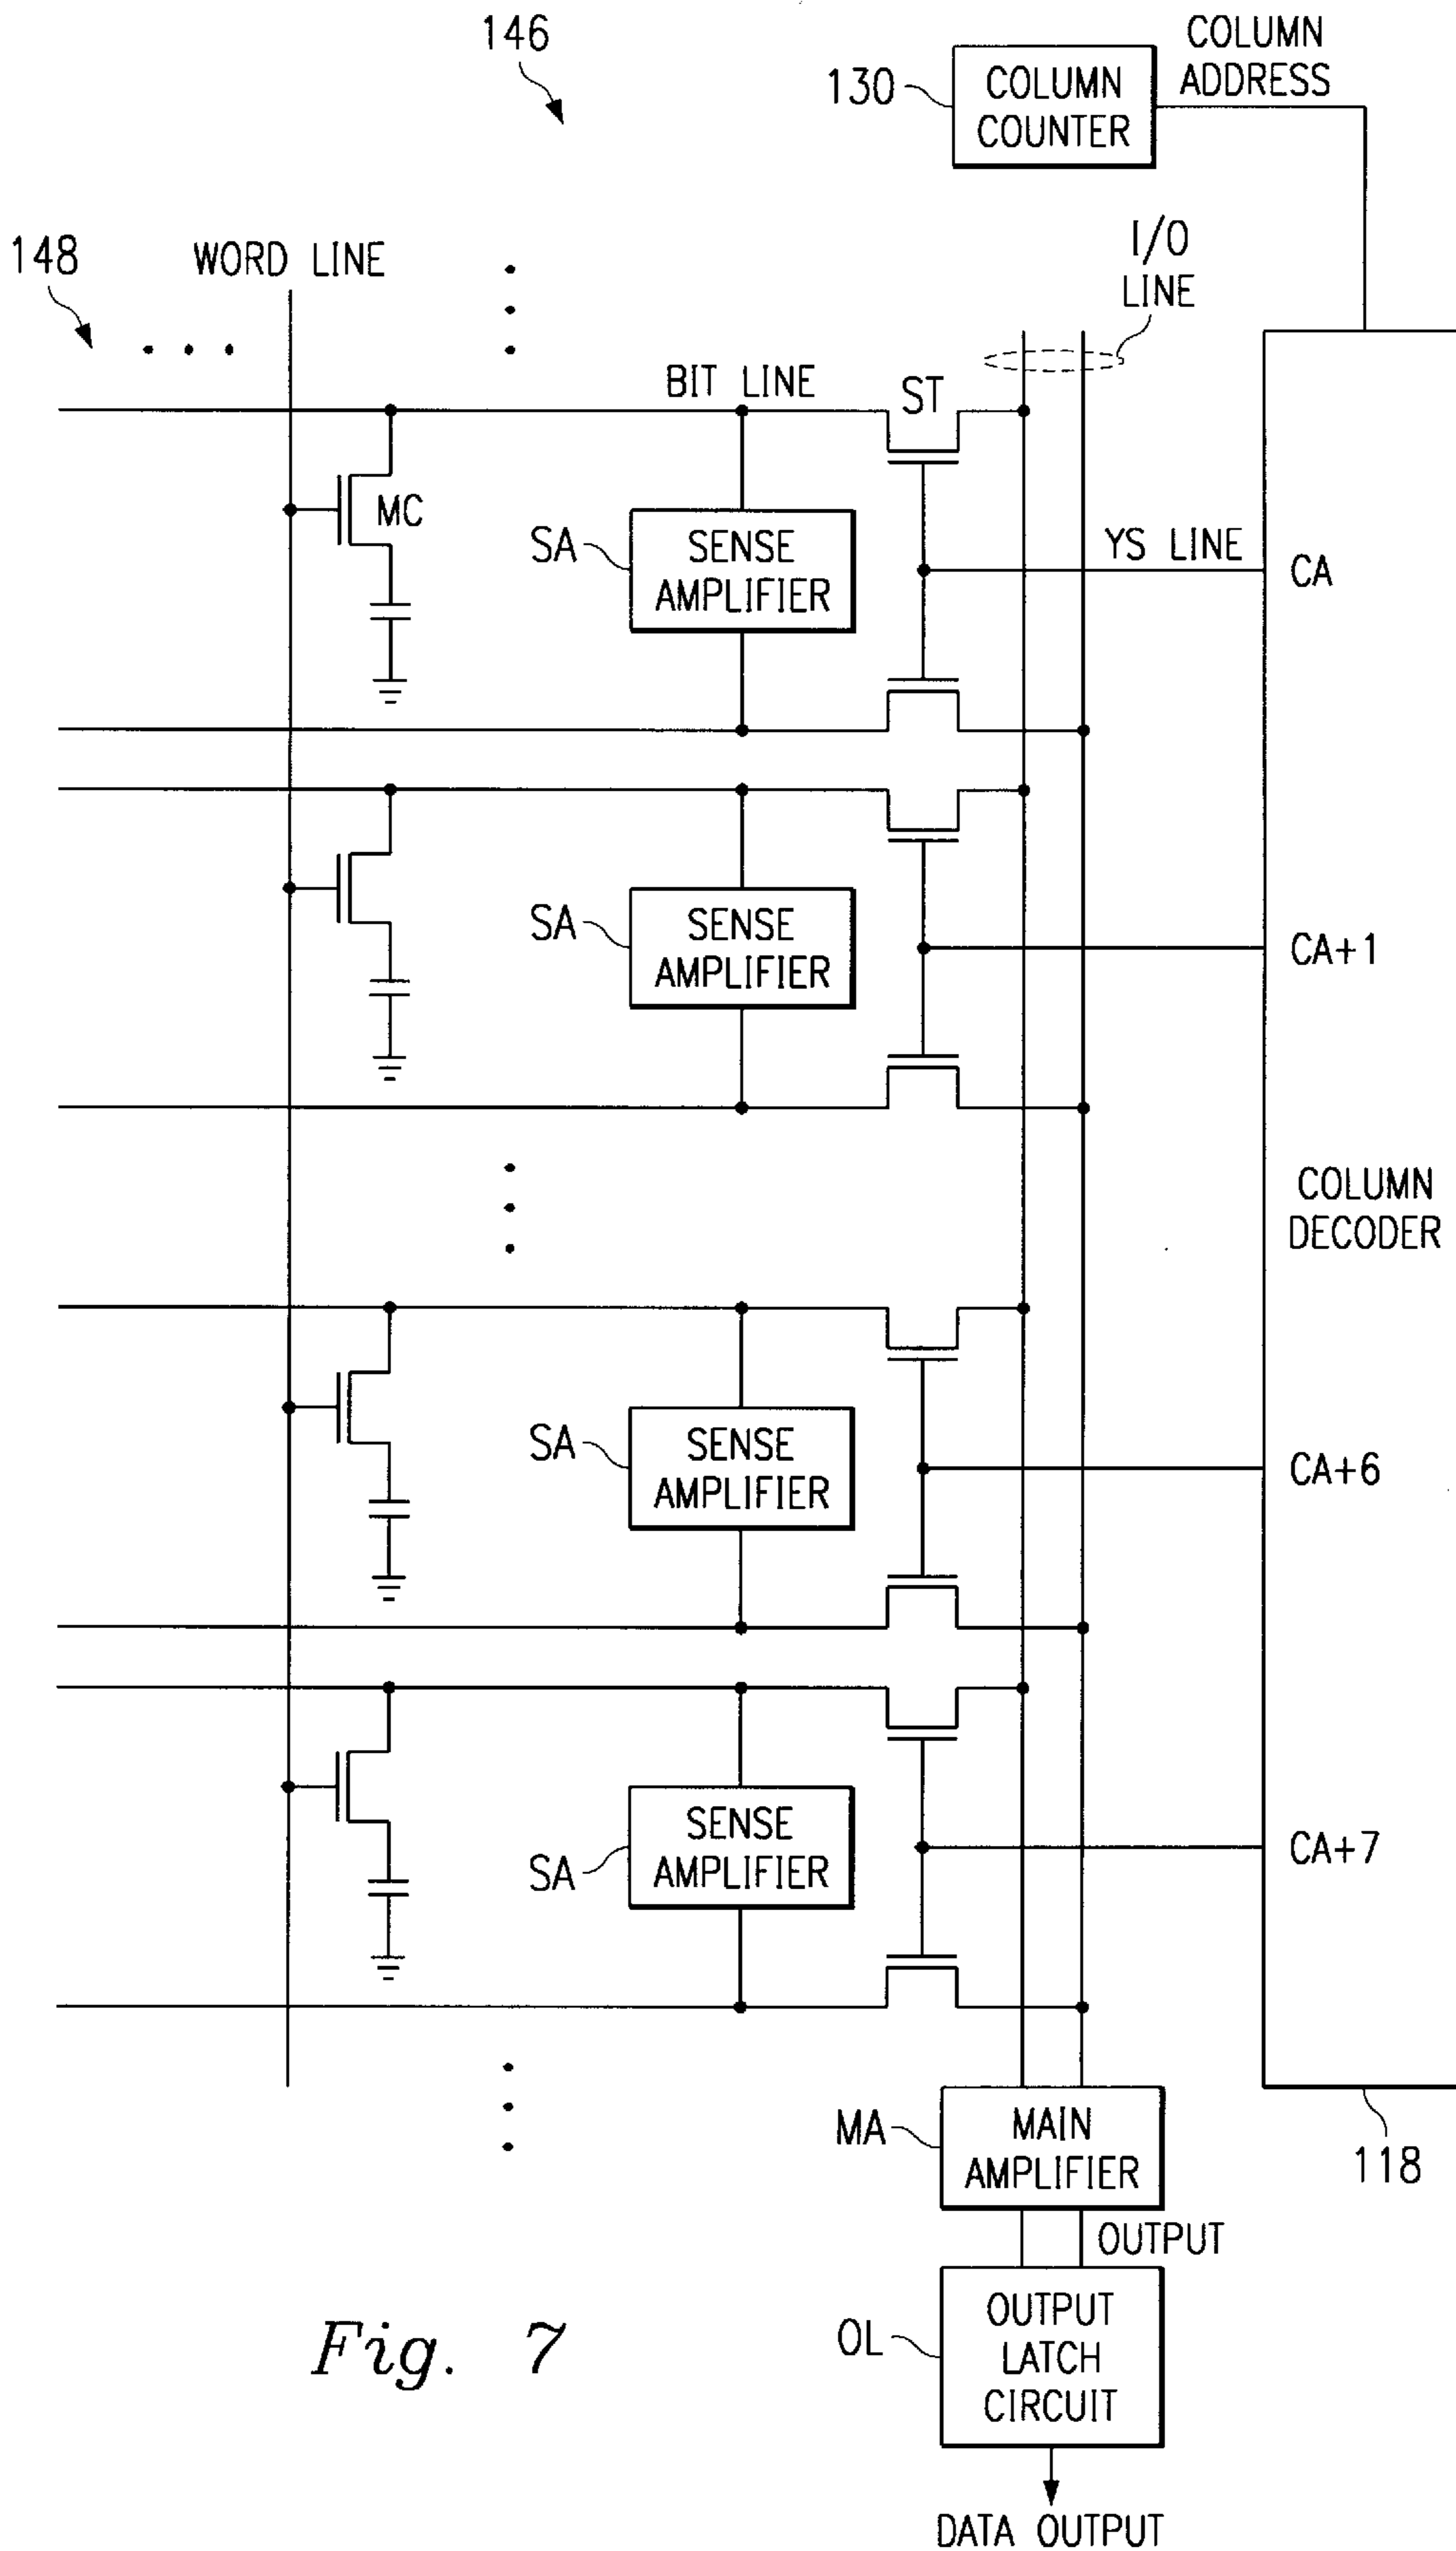 146
COLUMN
ADDRESS
130
COLUMN
COUNTER
148
WORD LINE
I/O
LINE
BIT LINE
ST
MC
SA
SENSE
AMPLIFIER
YS LINE
CA
SA
SENSE
AMPLIFIER
CA+1
COLUMN
DECODER
SA
SENSE
AMPLIFIER
CA+6
SA
SENSE
AMPLIFIER
CA+7
MA
MAIN
AMPLIFIER
118
OUTPUT
OL
OUTPUT
LATCH
CIRCUIT
Fig. 7
DATA OUTPUT